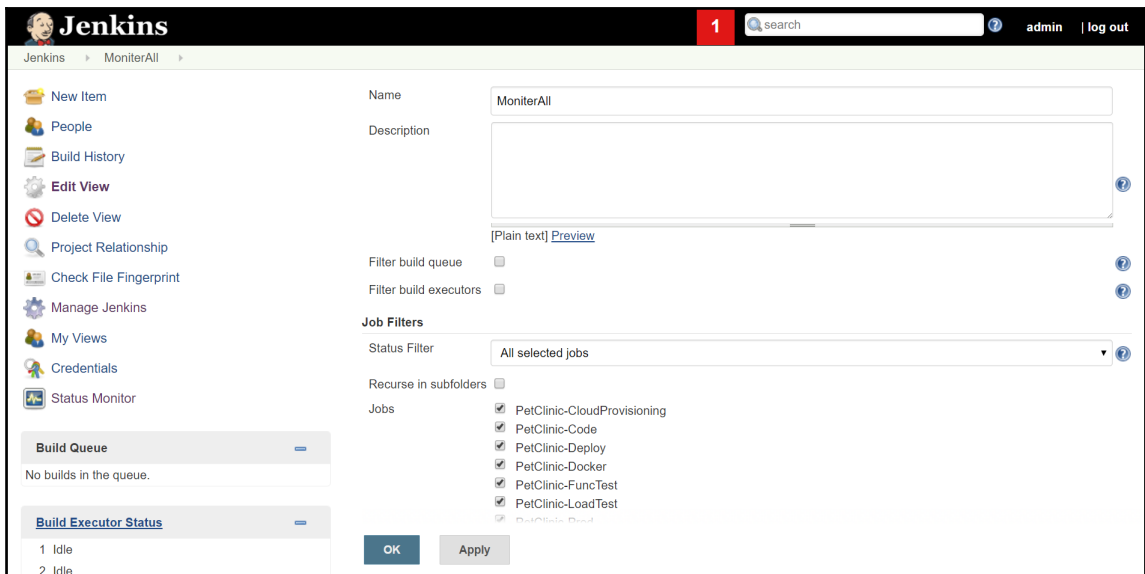 Jenkins
1
search
admin
| log out
Jenkins
MoniterAll
New Item
People
Build History
Edit View
Delete View
Project Relationship
Check File Fingerprint
Manage Jenkins
My Views
Credentials
Status Monitor
Build Queue
No builds in the queue.
Build Executor Status
1 Idle
2 Idle
Name
MoniterAll
Description
[Plain text] Preview
Filter build queue
Filter build executors
Job Filters
Status Filter
All selected jobs
Recurse in subfolders
Jobs
PetClinic-CloudProvisioning
PetClinic-Code
PetClinic-Deploy
PetClinic-Docker
PetClinic-FuncTest
PetClinic-LoadTest
PetClinic-Prod
OK
Apply